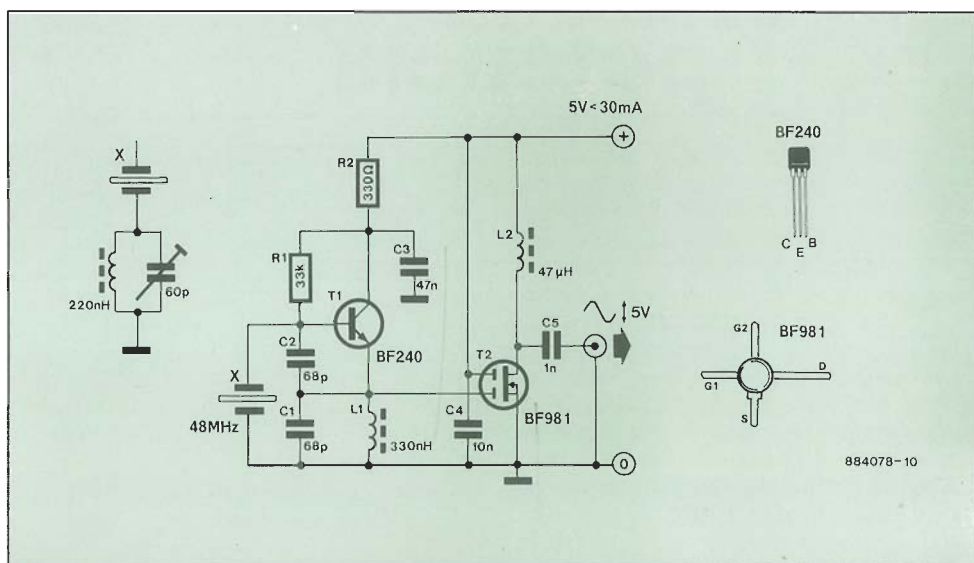 X
220nH
60p
5V<30mA
R2
330Ω
R1
33k
C3
47n
T1
BF240
C2
68p
X
48MHz
C1
68p
L1
330nH
L2
47µH
C5
1n
5V
T2
BF981
C4
10n
+
0
BF240
C
E
B
BF981
G2
G1
D
S
884078-10